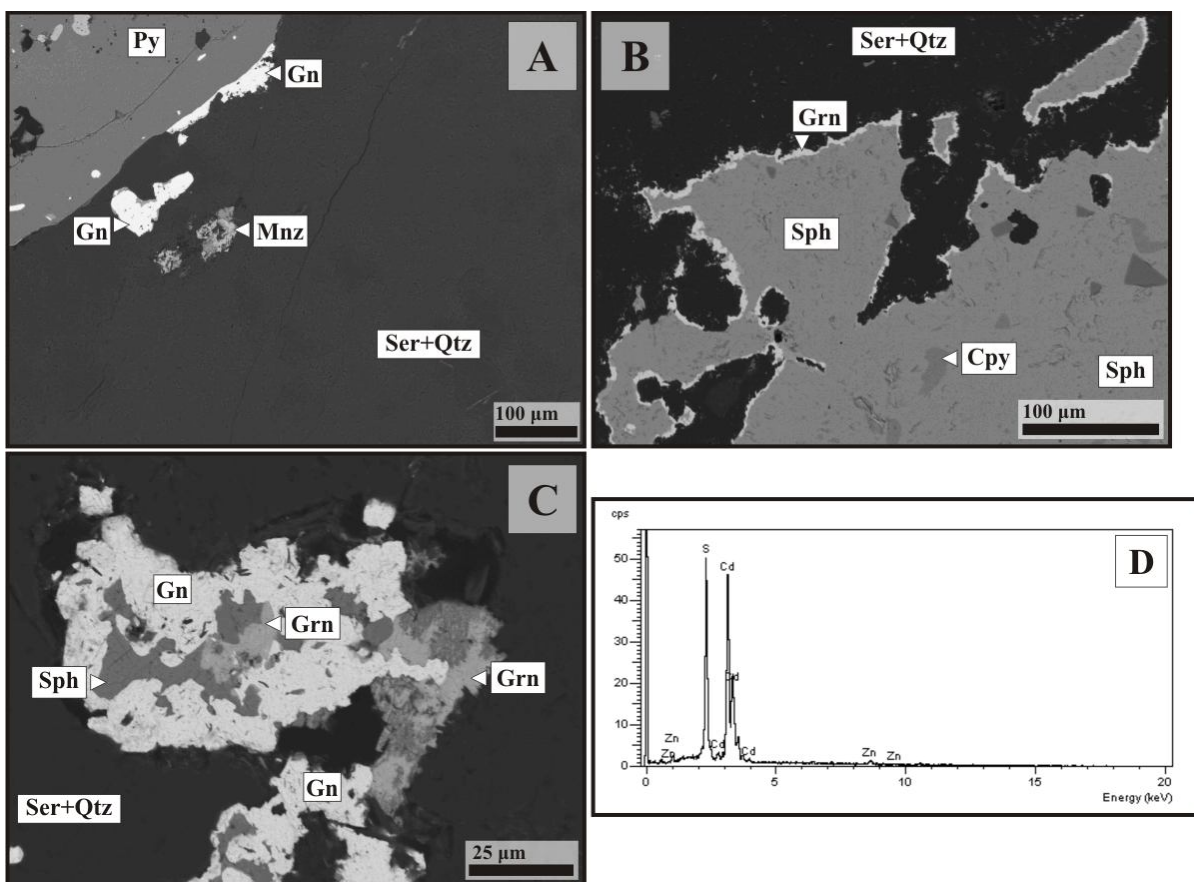 Py
A
Gn
Gn
Mnz
Ser+Qtz
100 µm
B
Ser+Qtz
Grn
Sph
Cpy
Sph
100 µm
C
Gn
Grn
Sph
Grn
Gn
Ser+Qtz
25 µm
cps
D
50
40
30
20
10
0
S
Cd
Cd
Zn
Zn
Cd
Cd
Zn
Zn
0
5
10
15
20
Energy (keV)